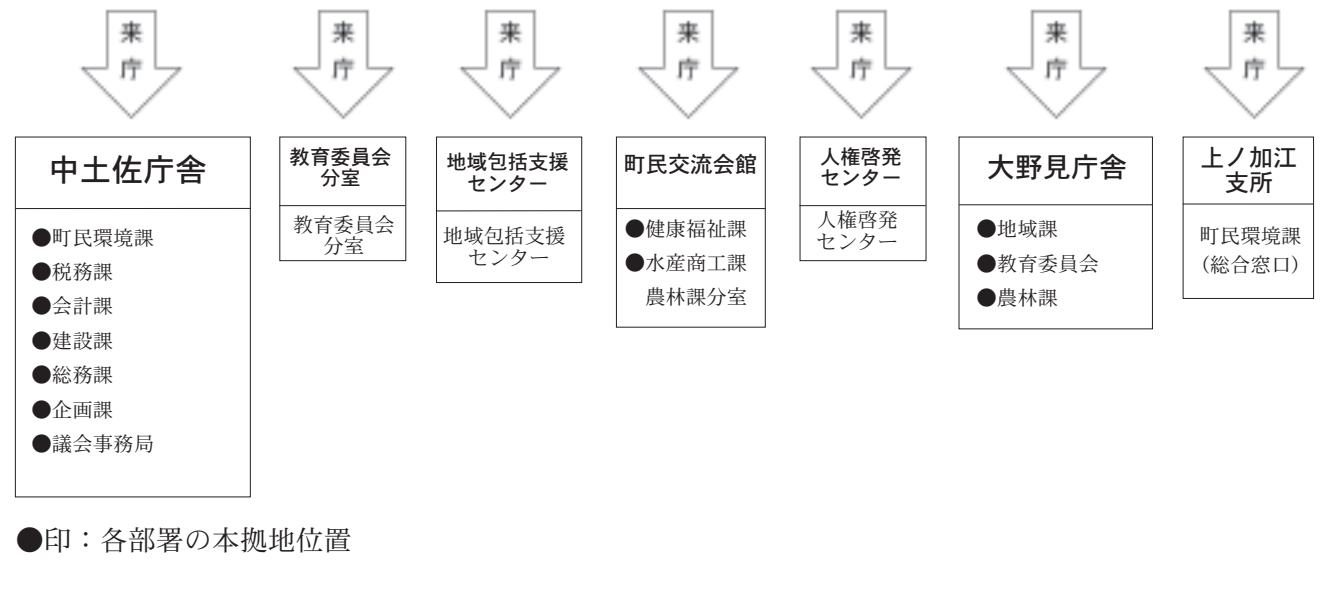 来
庁
来
庁
来
庁
来
庁
来
庁
来
庁
来
庁
中土佐庁舎
●町民環境課
●税務課
●会計課
●建設課
●総務課
●企画課
●議会事務局
教育委員会
分室
教育委員会
分室
地域包括支援
センター
地域包括支援
センター
町民交流会館
●健康福祉課
●水産商工課
農林課分室
人権啓発
センター
人権啓発
センター
大野見庁舎
●地域課
●教育委員会
●農林課
上ノ加江
支所
町民環境課
（総合窓口）
●印：各部署の本拠地位置